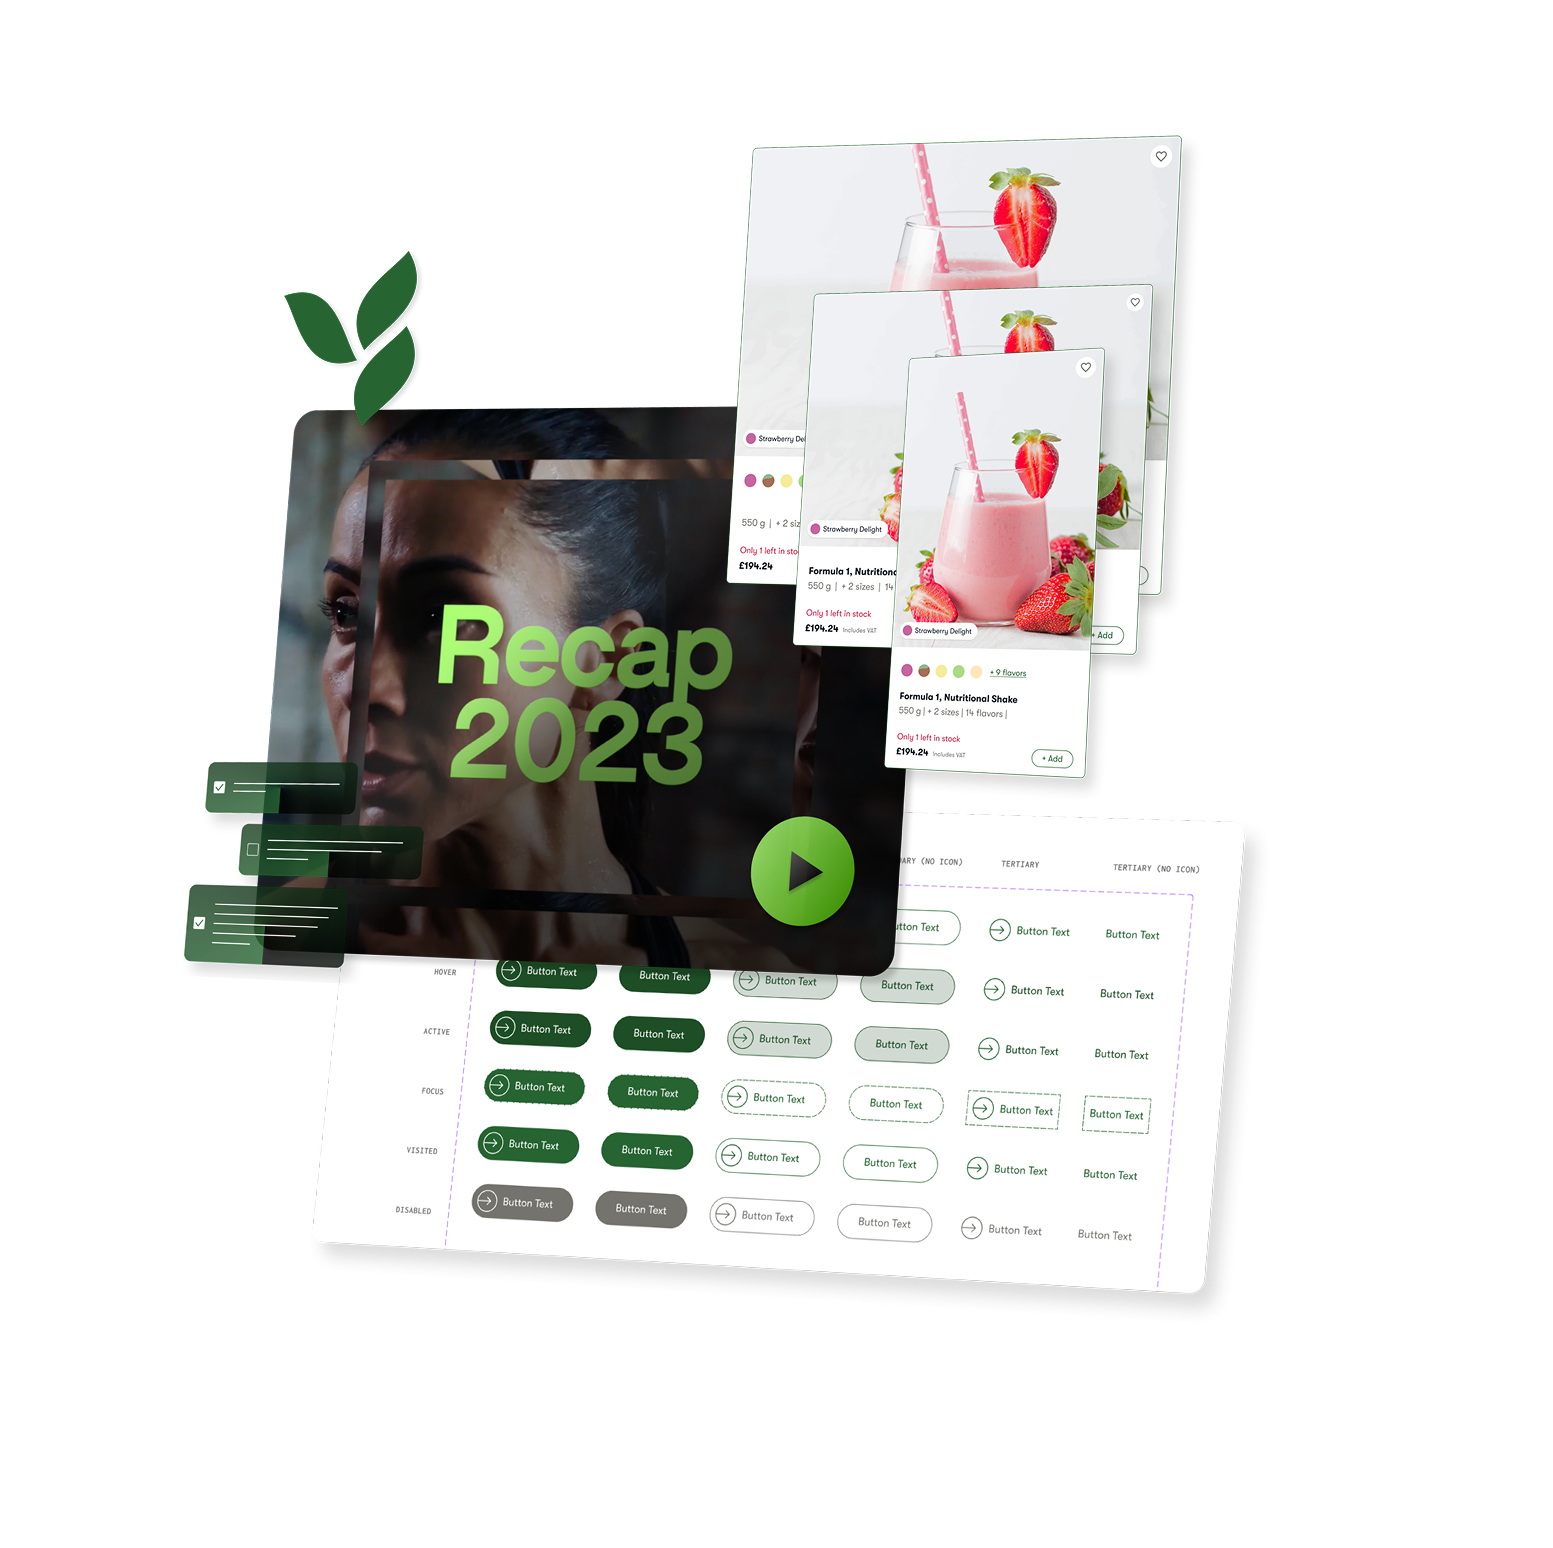 Strawberry
550 g | + 2
Only 1 left in
£194.24
Strawberry Delight
Formula 1,
550 g | + 2 sizes | 14
Only 1 left in stock
£194.24 Includes VAT
+ Add
Strawberry Delight
+ 9 flavors
Formula 1, Nutritional Shake
550 g | + 2 sizes | 14 flavors |
Only 1 left in stock
£194.24 Includes VAT
+ Add
Recap
2023
(NO ICON) TERTIARY TERTIARY (NO ICON)
Text Button Text Button Text
HOVER Button Text Button Text Button Text Button Text Button Text Button Text
ACTIVE Button Text Button Text Button Text Button Text Button Text Button Text
FOCUS Button Text Button Text Button Text Button Text Button Text Button Text
VISITED Button Text Button Text Button Text Button Text Button Text Button Text
DISABLED Button Text Button Text Button Text Button Text Button Text Button Text